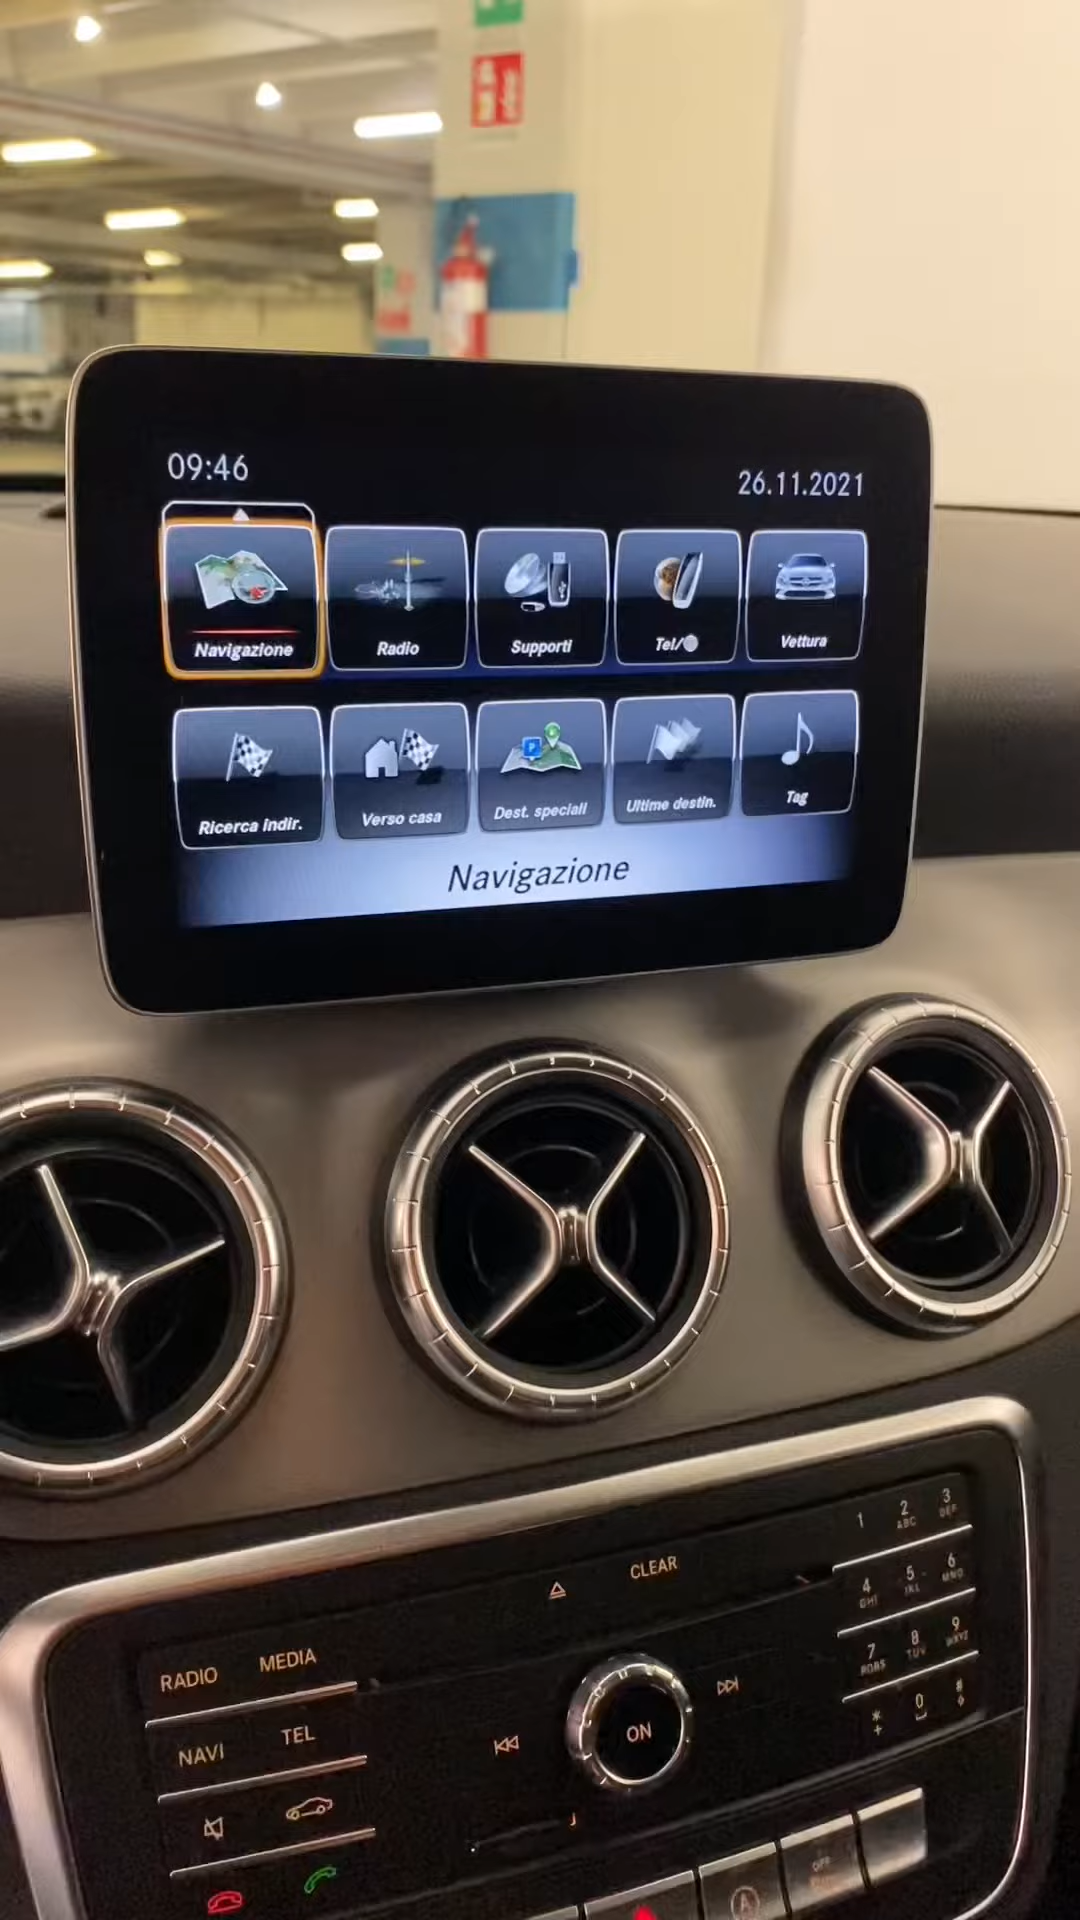 09:46
26.11.2021
Navigazione
Radio
Supporti
Tel/
Vettura
Ricerca indir.
Verso casa
Dest. speciali
Ultime destin.
Tag
Navigazione
CLEAR
1
2 ABC
3 DEF
4 GHI
5 JKL
6 MNO
7 PQRS
8 TUV
9 WXYZ
* +
0
#
RADIO
MEDIA
NAVI
TEL
ON
OFF
A
P